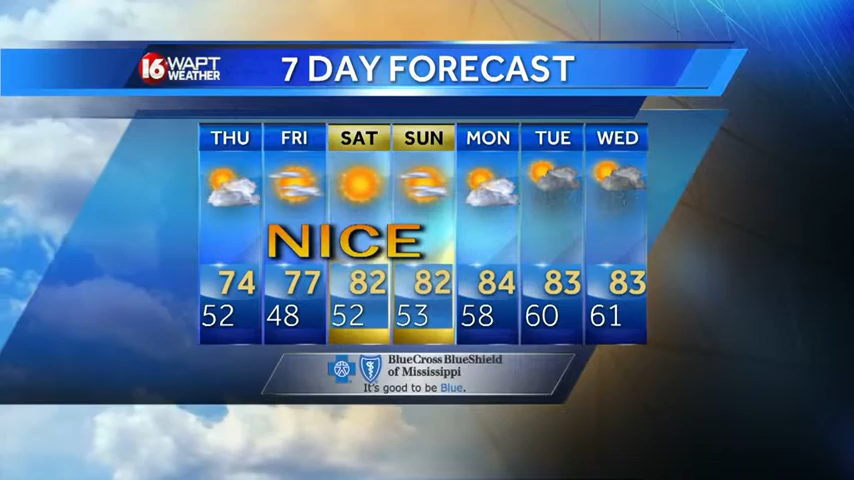 16 WAPT
WEATHER
7 DAY FORECAST
THU FRI SAT SUN MON TUE WED
NICE
74 77 82 82 84 83 83
52 48 52 53 58 60 61
BlueCross BlueShield
of Mississippi
It's good to be Blue.